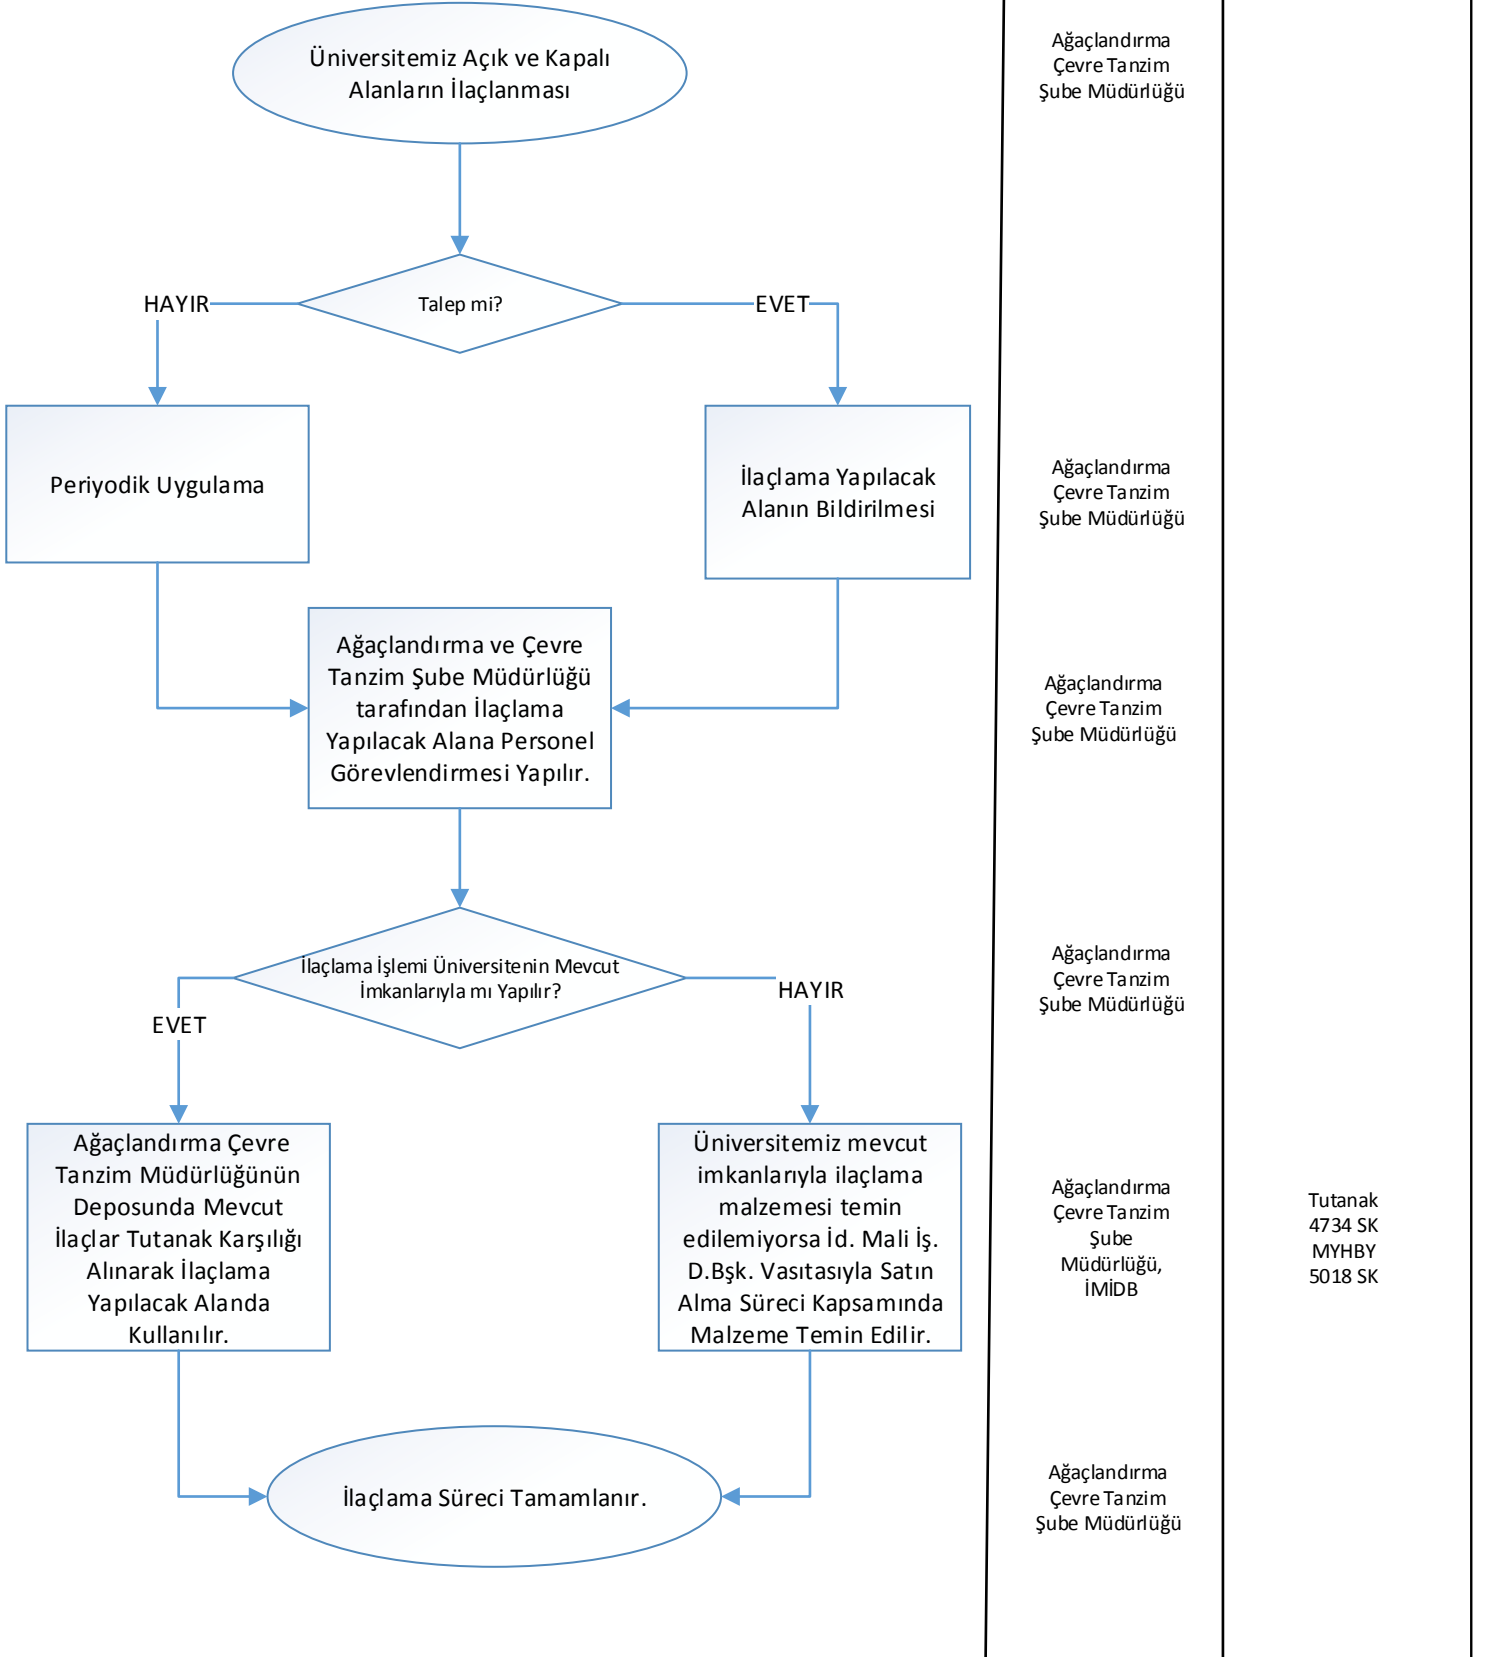 Üniversitemiz Açık ve Kapalı
Alanların İlaçlanması
Ağaçlandırma
Çevre Tanzim
Şube Müdürlüğü
Talep mi?
HAYIR
EVET
Periyodik Uygulama
İlaçlama Yapılacak
Alanın Bildirilmesi
Ağaçlandırma
Çevre Tanzim
Şube Müdürlüğü
Ağaçlandırma ve Çevre
Tanzim Şube Müdürlüğü
tarafından İlaçlama
Yapılacak Alana Personel
Görevlendirmesi Yapılır.
Ağaçlandırma
Çevre Tanzim
Şube Müdürlüğü
İlaçlama İşlemi Üniversitenin Mevcut
İmkanlarıyla mı Yapılır?
EVET
HAYIR
Ağaçlandırma
Çevre Tanzim
Şube Müdürlüğü
Ağaçlandırma Çevre
Tanzim Müdürlüğünün
Deposunda Mevcut
İlaçlar Tutanak Karşılığı
Alınarak İlaçlama
Yapılacak Alanda
Kullanılır.
Üniversitemiz mevcut
imkanlarıyla ilaçlama
malzemesi temin
edilemiyorsa İd. Mali İş.
D.Bşk. Vasıtasıyla Satın
Alma Süreci Kapsamında
Malzeme Temin Edilir.
Ağaçlandırma
Çevre Tanzim
Şube
Müdürlüğü,
İMİDB
Tutanak
4734 SK
MYHBY
5018 SK
İlaçlama Süreci Tamamlanır.
Ağaçlandırma
Çevre Tanzim
Şube Müdürlüğü